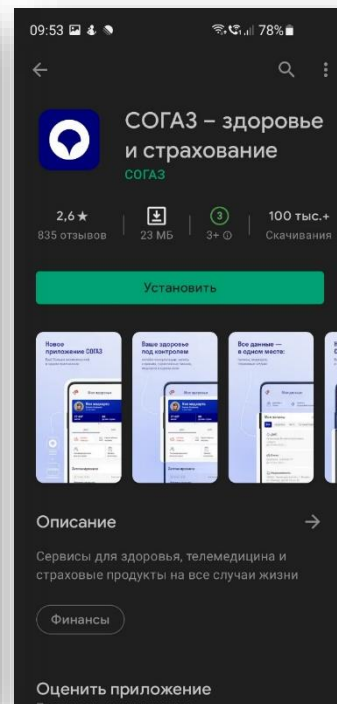 09:53 78%
СОГАЗ – здоровье
и страхование
СОГАЗ
2,6 ★ 3 100 тыс.+
835 отзывов 23 МБ 3+ Скачивания
Установить
Новое
приложение СОГАЗ
Ваше здоровье
под контролем
Все данные —
в одном месте:
Описание →
Сервисы для здоровья, телемедицина и
страховые продукты на все случаи жизни
Финансы
Оценить приложение